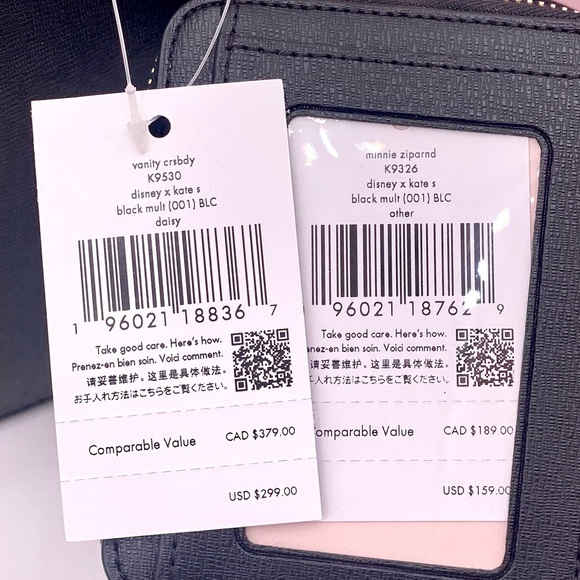 vanity crsbdy
K9530
disney x kate s
black mult (001) BLC
daisy
1 96021 18836 7
Take good care. Here's how.
Prenez-en bien soin. Voici comment.
请妥善维护。这里是具体做法。
お手入れ方法はこちらをご覧ください。
Comparable Value CAD $379.00
USD $299.00
minnie ziparnd
K9326
disney x kate s
black mult (001) BLC
other
96021 18762 9
Take good care. Here's how.
en bien soin. Voici comment.
善维护。这里是具体做法。
入れ方法はこちらをご覧ください。
Comparable Value CAD $189.00
USD $159.00